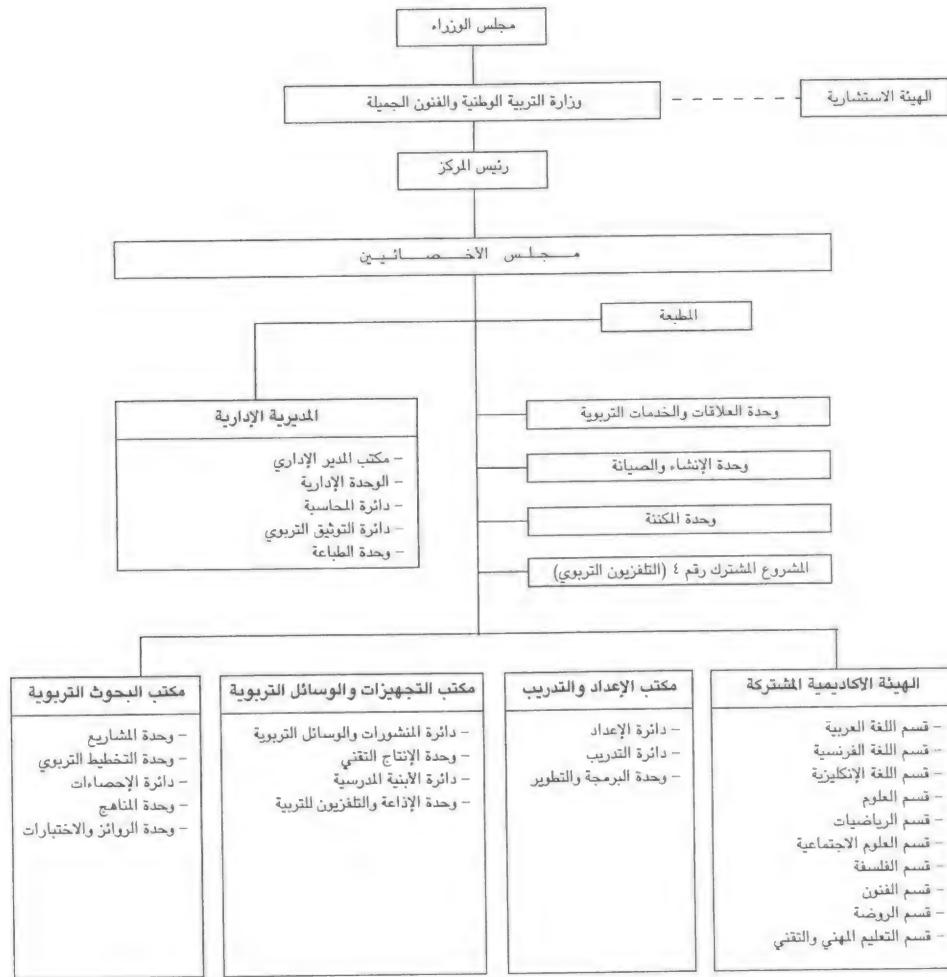 مجلس الوزراء
وزارة التربية الوطنية والفنون الجميلة
الهيئة الاستشارية
رئيس المركز
مـــجـلـس الأخـــصـــائـــيـــيـــن
المطبعة
المديرية الإدارية
– مكتب المدير الإداري
– الوحدة الإدارية
– دائرة المحاسبة
– دائرة التوثيق التربوي
– وحدة الطباعة
وحدة العلاقات والخدمات التربوية
وحدة الإنشاء والصيانة
وحدة المكننة
المشروع المشترك رقم ٤ (التلفزيون التربوي)
الهيئة الأكاديمية المشتركة
– قسم اللغة العربية
– قسم اللغة الفرنسية
– قسم اللغة الإنكليزية
– قسم العلوم
– قسم الرياضيات
– قسم العلوم الاجتماعية
– قسم الفلسفة
– قسم الفنون
– قسم الروضة
– قسم التعليم المهني والتقني
مكتب الإعداد والتدريب
– دائرة الإعداد
– دائرة التدريب
– وحدة البرمجة والتطوير
مكتب التجهيزات والوسائل التربوية
– دائرة المنشورات والوسائل التربوية
– وحدة الإنتاج التقني
– دائرة الأبنية المدرسية
– وحدة الإذاعة والتلفزيون للتربية
مكتب البحوث التربوية
– وحدة المشاريع
– وحدة التخطيط التربوي
– دائرة الإحصاءات
– وحدة المناهج
– وحدة الروائز والاختبارات